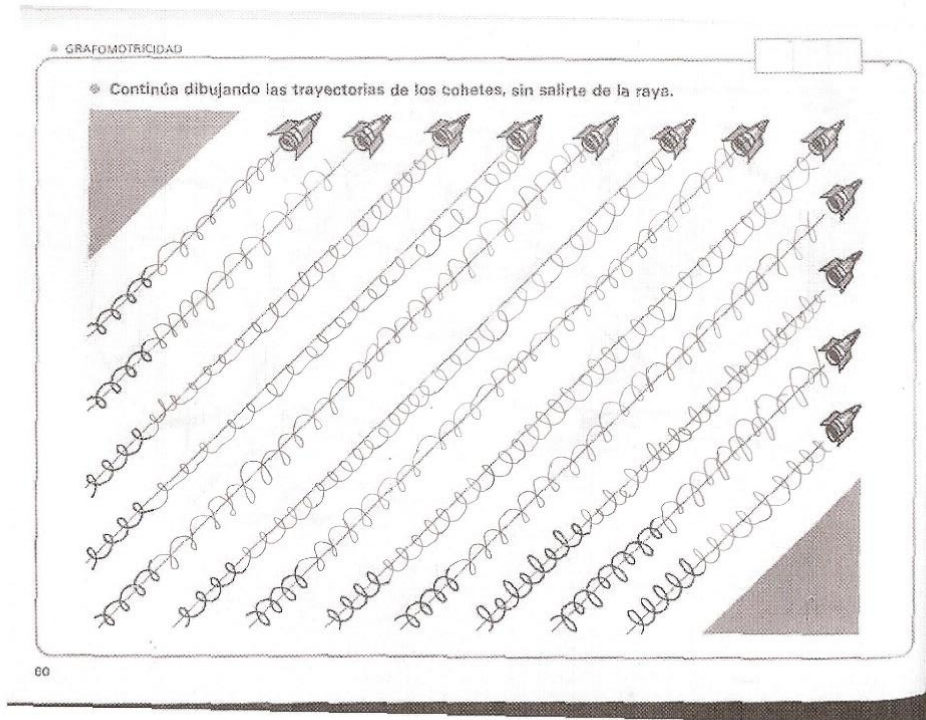 GRAFOMOTRICIDAD
Continúa dibujando las trayectorias de los cohetes, sin salirte de la raya.
60